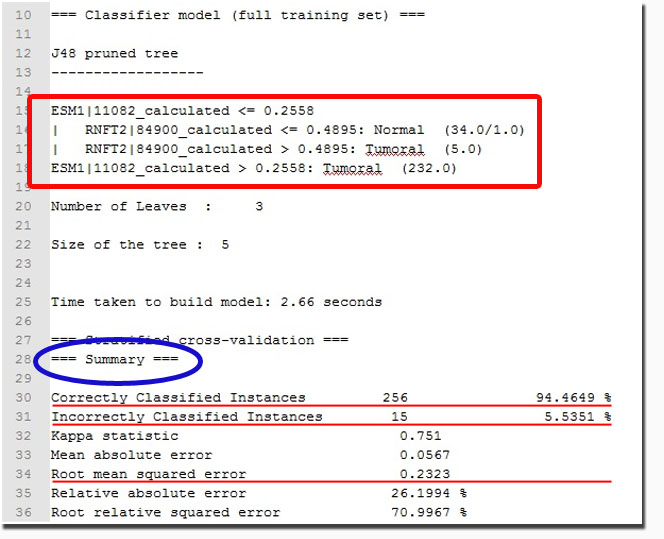 10 === Classifier model (full training set) ===
11
12 J48 pruned tree
13 ------------------
14
15 ESM1|11082_calculated <= 0.2558
16 |   RNFT2|84900_calculated <= 0.4895: Normal  (34.0/1.0)
17 |   RNFT2|84900_calculated > 0.4895: Tumoral  (5.0)
18 ESM1|11082_calculated > 0.2558: Tumoral  (232.0)
19
20 Number of Leaves  :     3
21
22 Size of the tree :  5
23
24
25 Time taken to build model: 2.66 seconds
26
27 === Stratified cross-validation ===
28 === Summary ===
29
30 Correctly Classified Instances         256               94.4649 %
31 Incorrectly Classified Instances        15                5.5351 %
32 Kappa statistic                          0.751
33 Mean absolute error                      0.0567
34 Root mean squared error                  0.2323
35 Relative absolute error                 26.1994 %
36 Root relative squared error             70.9967 %